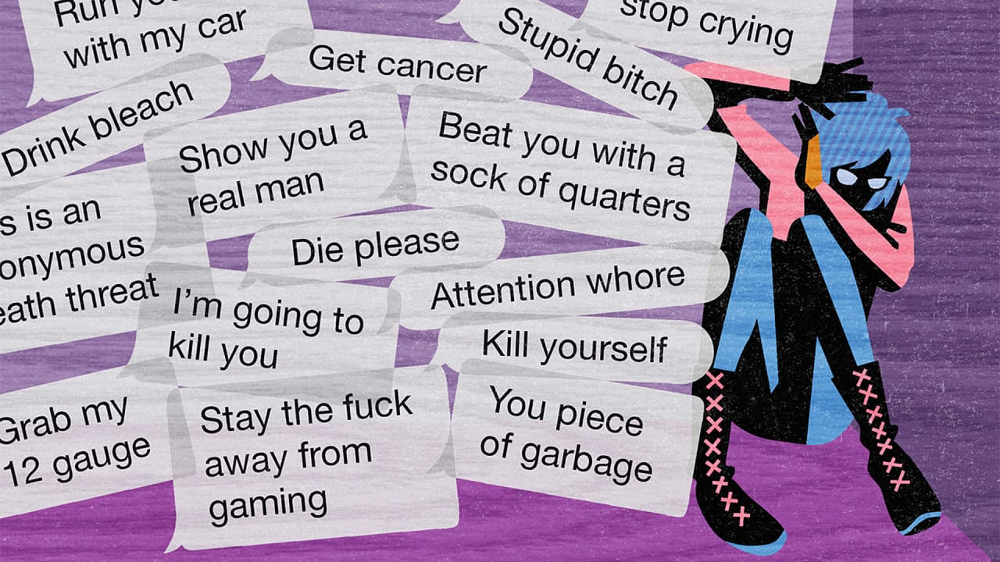 Run yo
with my car
Get cancer
Stupid bitch
stop crying
Drink bleach
Show you a
real man
Beat you with a
sock of quarters
s is an
onymous
eath threat
Die please
Attention whore
I'm going to
kill you
Kill yourself
Grab my
12 gauge
Stay the fuck
away from
gaming
You piece
of garbage